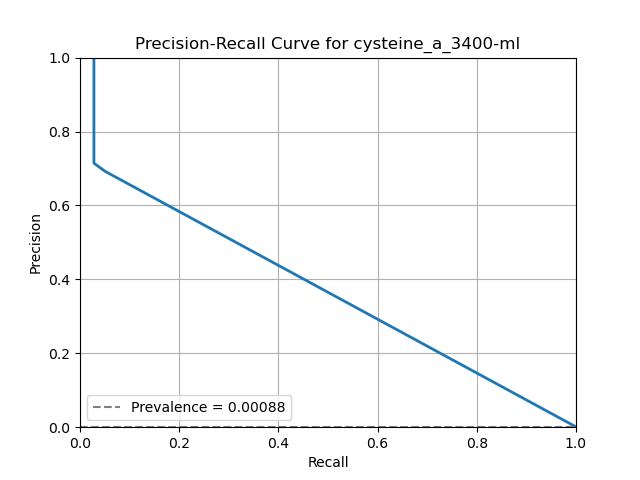 Precision-Recall Curve for cysteine_a_3400-ml
1.0
0.8
0.6
0.4
0.2
0.0
Precision
Prevalence = 0.00088
0.0 0.2 0.4 0.6 0.8 1.0
Recall